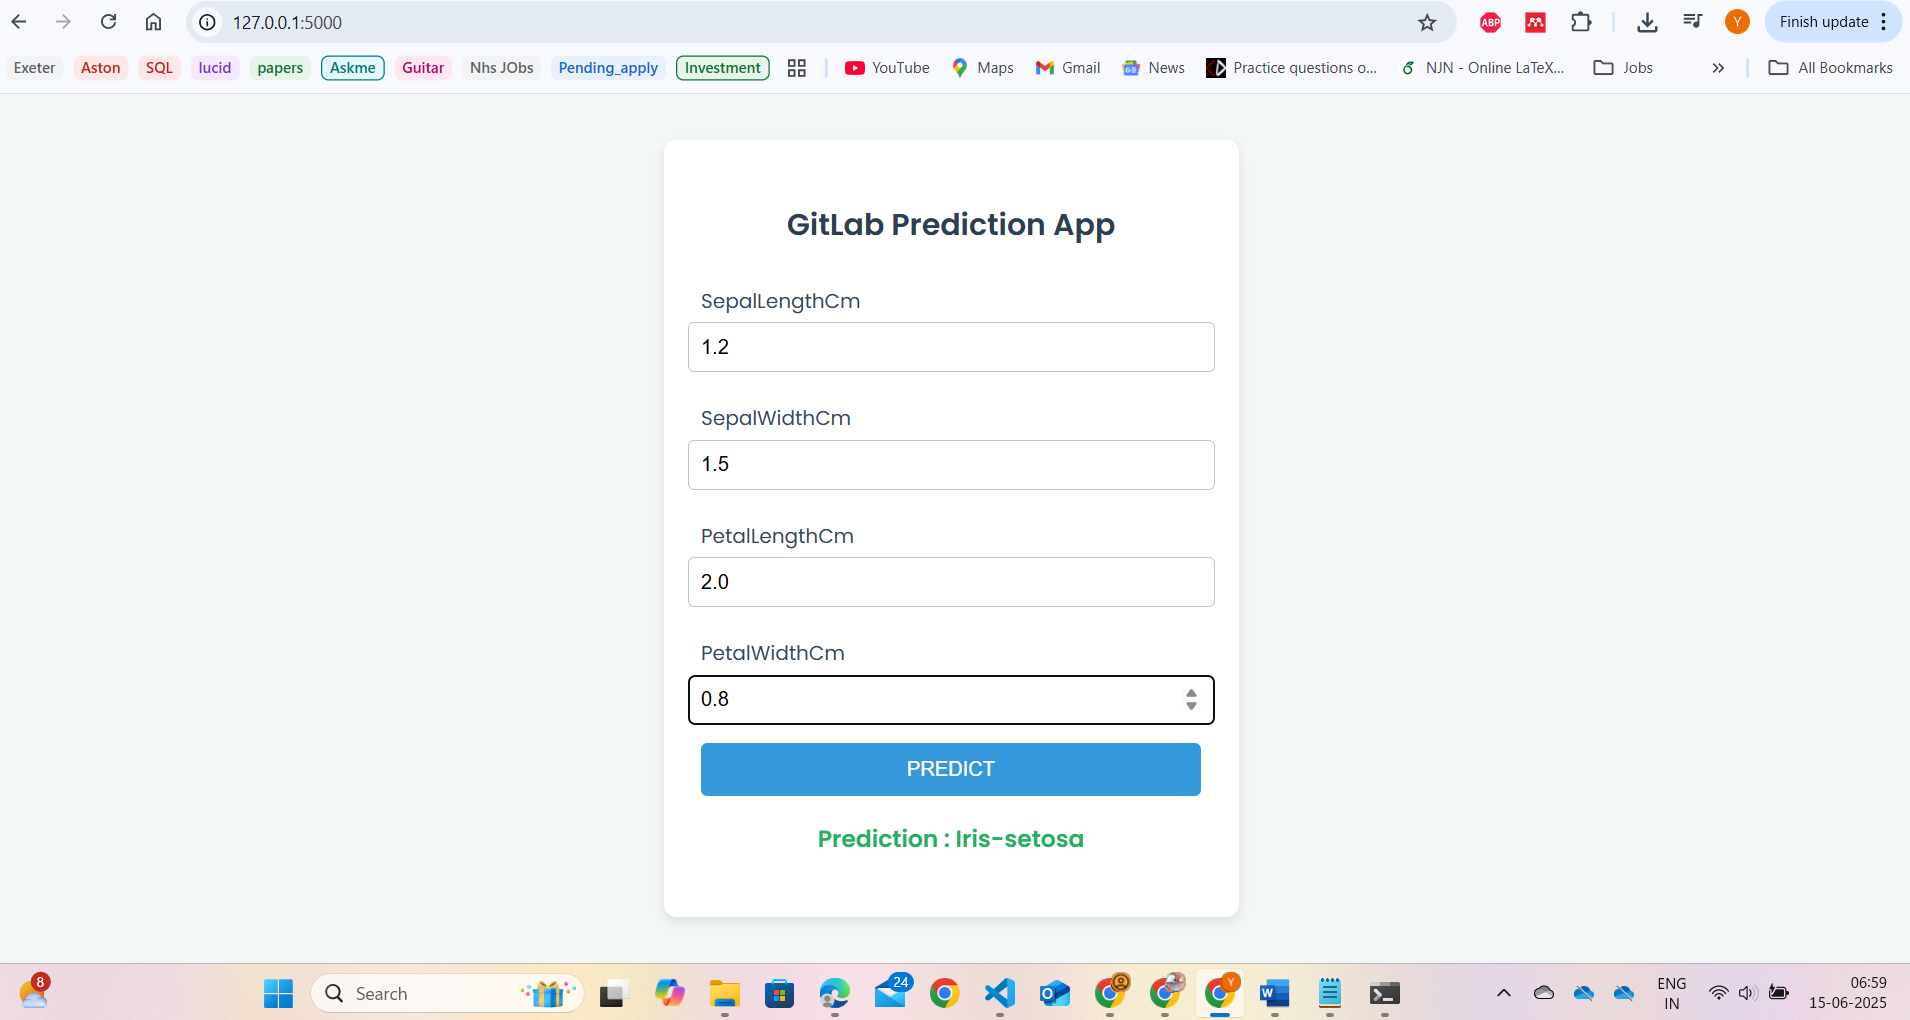 127.0.0.1:5000
ABP
Y
Finish update
Exeter Aston SQL lucid papers Askme Guitar Nhs JObs Pending_apply Investment YouTube Maps Gmail News Practice questions o... NJN - Online LaTeX... Jobs » All Bookmarks
GitLab Prediction App
SepalLengthCm
1.2
SepalWidthCm
1.5
PetalLengthCm
2.0
PetalWidthCm
0.8
PREDICT
Prediction : Iris-setosa
8
Search
24
Y
ENG
IN
06:59
15-06-2025